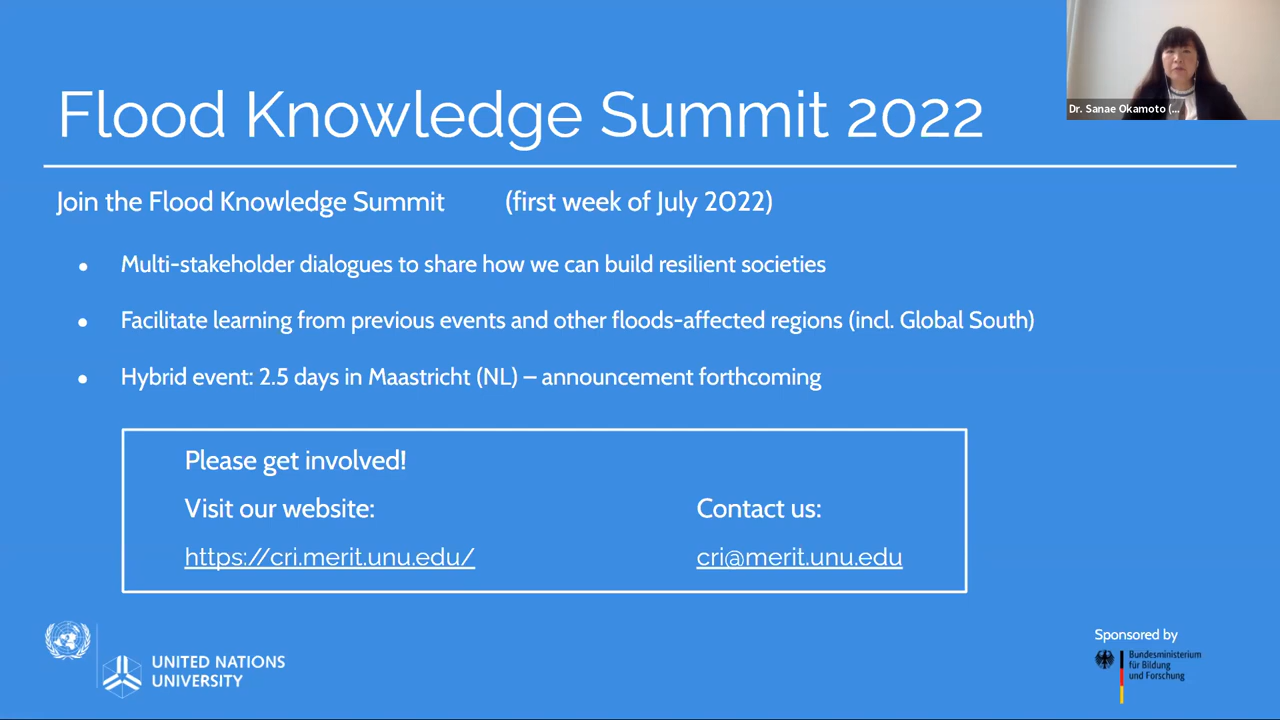 Flood Knowledge Summit 2022
Dr. Sanae Okamoto (...
Join the Flood Knowledge Summit (first week of July 2022)
● Multi-stakeholder dialogues to share how we can build resilient societies
● Facilitate learning from previous events and other floods-affected regions (incl. Global South)
● Hybrid event: 2.5 days in Maastricht (NL) – announcement forthcoming
Please get involved!
Visit our website: Contact us:
https://cri.merit.unu.edu/ cri@merit.unu.edu
UNITED NATIONS
UNIVERSITY
Sponsored by
Bundesministerium
für Bildung
und Forschung